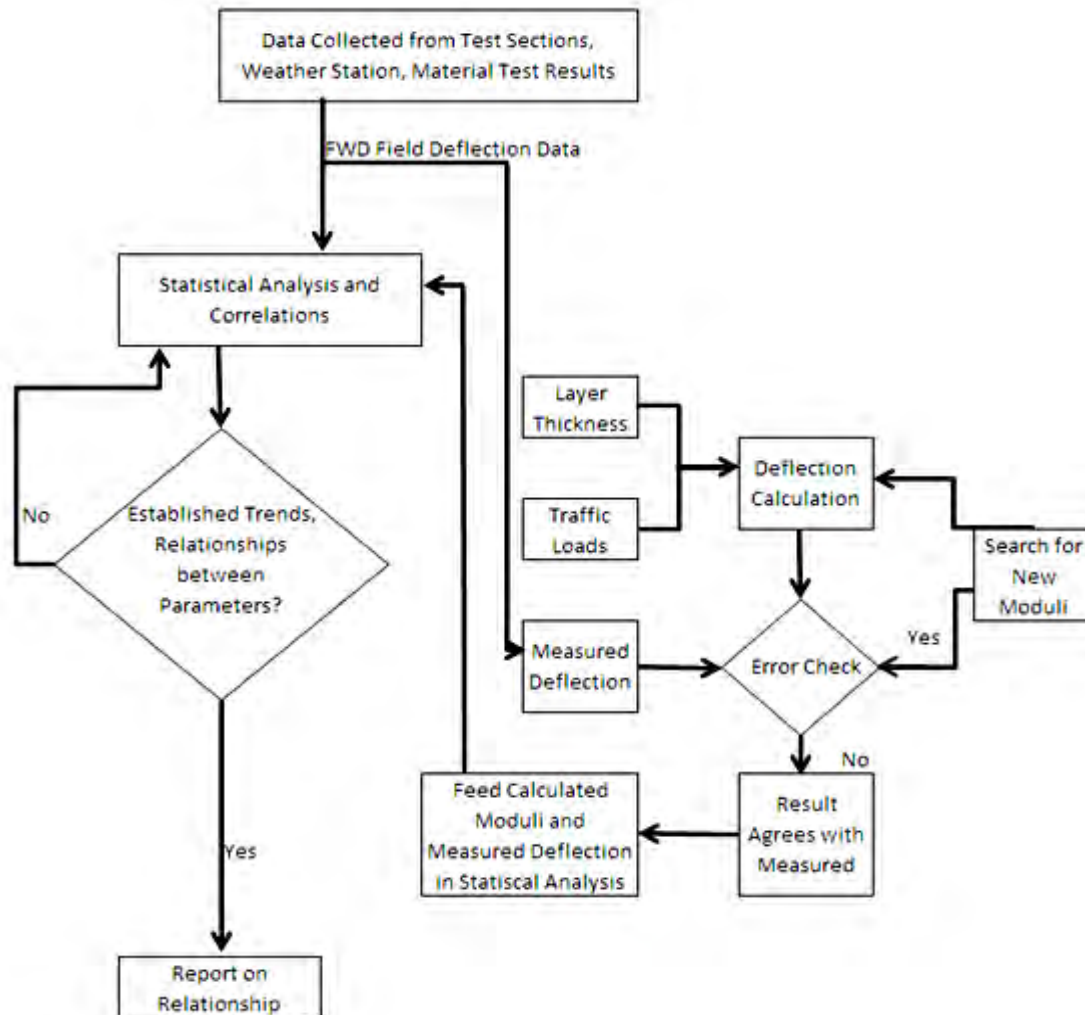 Data Collected from Test Sections,
Weather Station, Material Test Results
FWD Field Deflection Data
Statistical Analysis and
Correlations
No
Established Trends,
Relationships
between
Parameters?
Yes
Report on
Relationship
Layer
Thickness
Traffic
Loads
Deflection
Calculation
Search for
New
Moduli
Yes
Measured
Deflection
Error Check
No
Result
Agrees with
Measured
Feed Calculated
Moduli and
Measured Deflection
in Statiscal Analysis